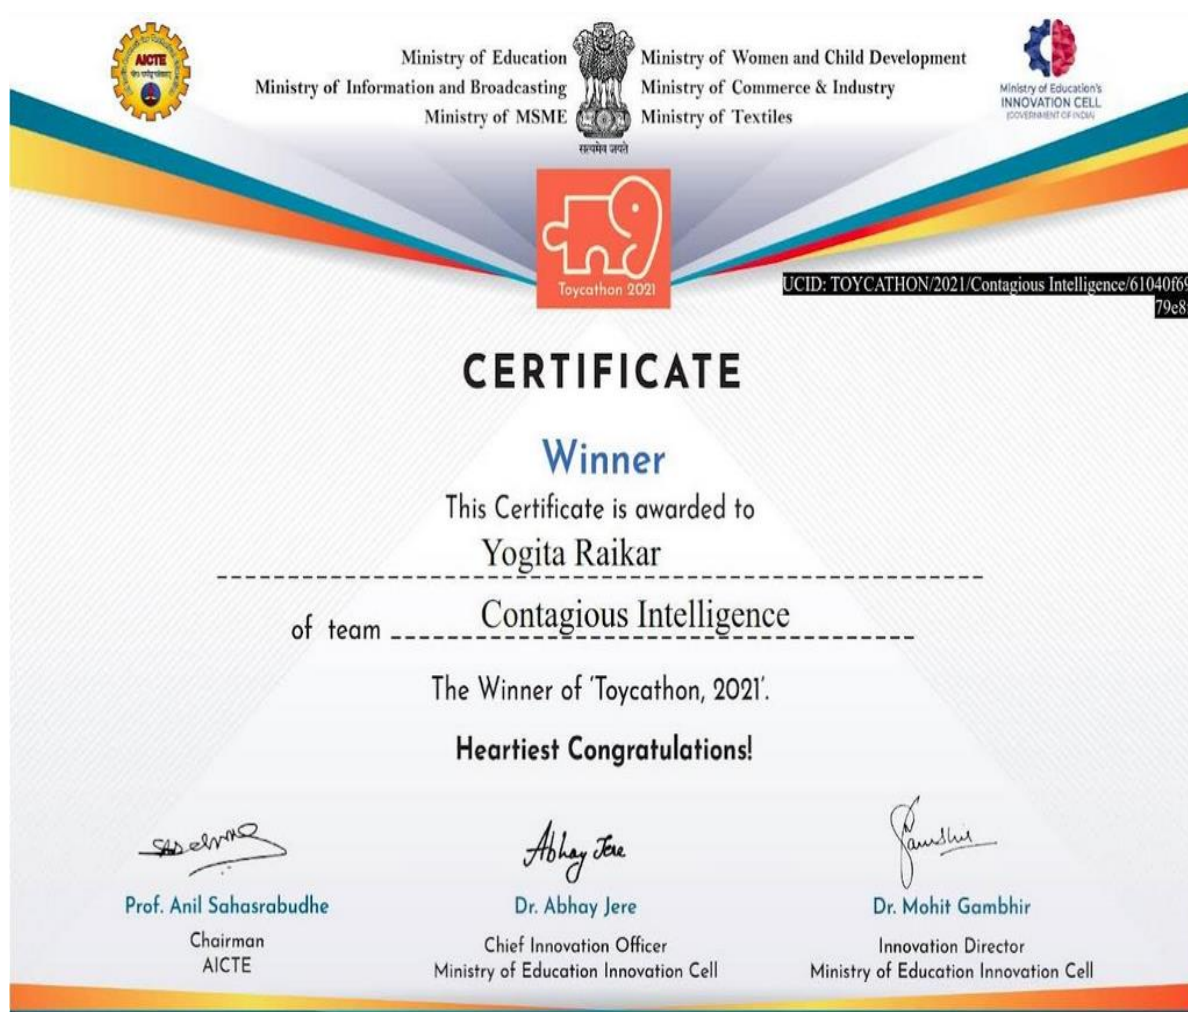 AICTE
Ministry of Education
Ministry of Information and Broadcasting
Ministry of MSME
सत्यमेव जयते
Ministry of Women and Child Development
Ministry of Commerce & Industry
Ministry of Textiles
Ministry of Education's
INNOVATION CELL
(GOVERNMENT OF INDIA)
Toycathon 2021
UCID: TOYCATHON/2021/Contagious Intelligence/61040f69
79e8
CERTIFICATE
Winner
This Certificate is awarded to
Yogita Raikar
of team Contagious Intelligence
The Winner of 'Toycathon, 2021'.
Heartiest Congratulations!
Abhay Jere
Prof. Anil Sahasrabudhe
Chairman
AICTE
Dr. Abhay Jere
Chief Innovation Officer
Ministry of Education Innovation Cell
Dr. Mohit Gambhir
Innovation Director
Ministry of Education Innovation Cell